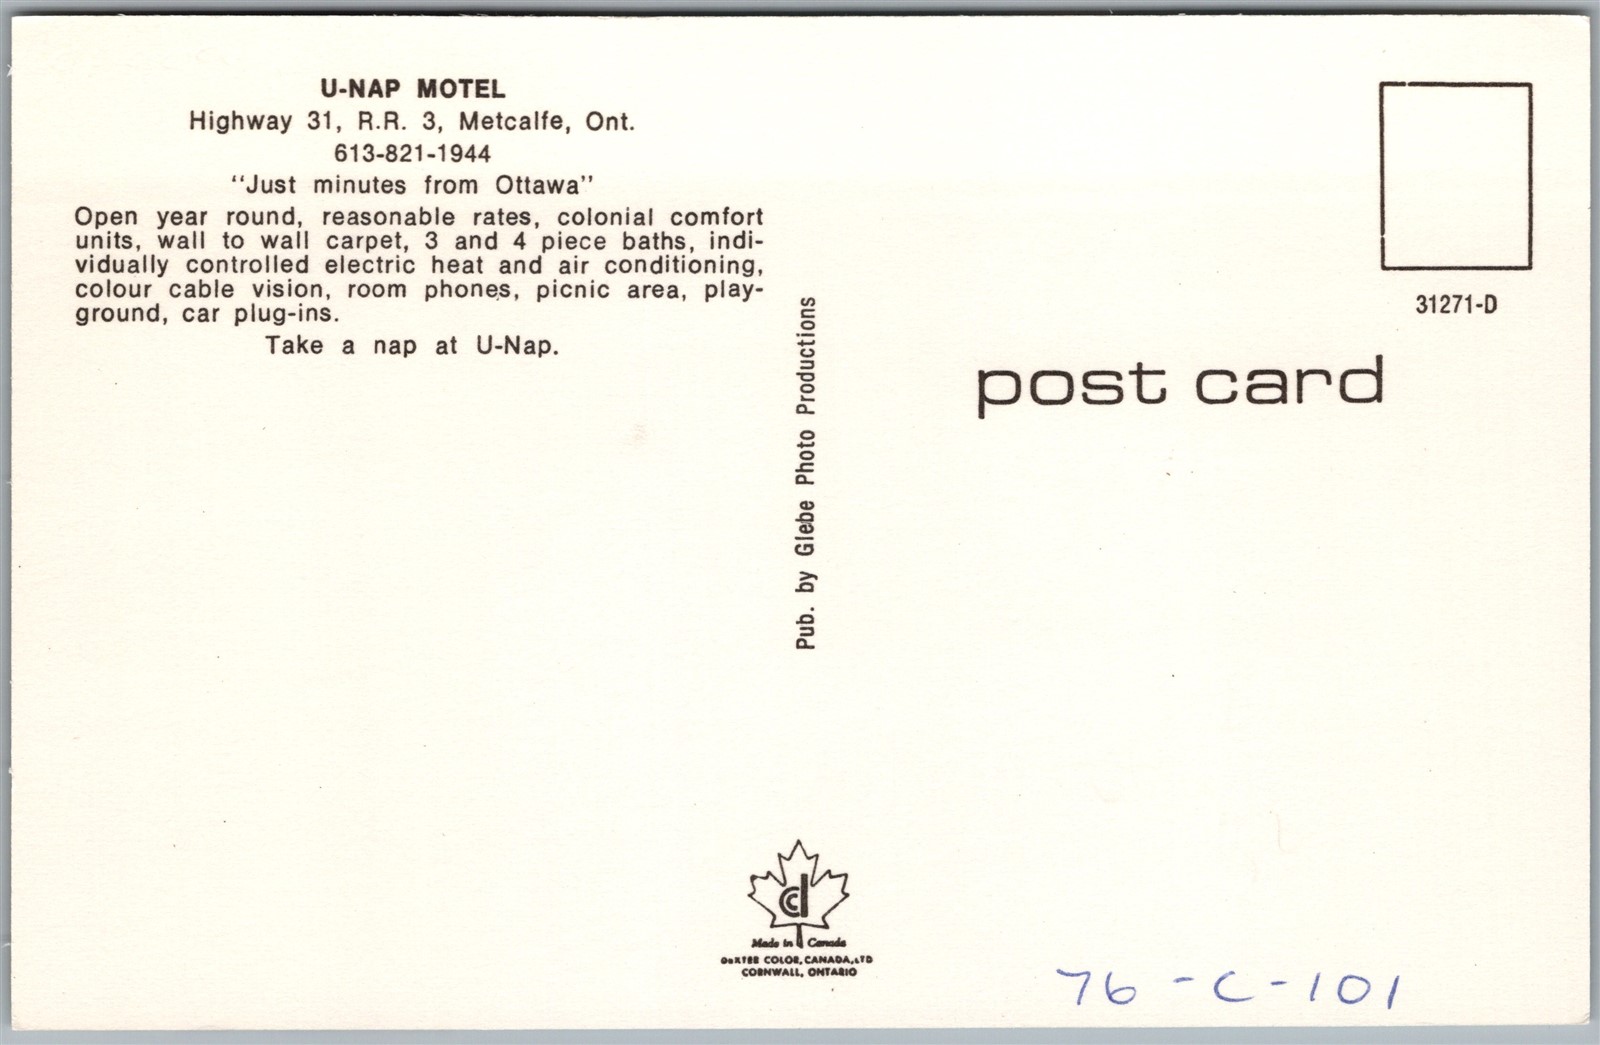 U-NAP MOTEL
Highway 31, R.R. 3, Metcalfe, Ont.
613-821-1944
"Just minutes from Ottawa"
Open year round, reasonable rates, colonial comfort
units, wall to wall carpet, 3 and 4 piece baths, indi-
vidually controlled electric heat and air conditioning,
colour cable vision, room phones, picnic area, play-
ground, car plug-ins.
Take a nap at U-Nap.
Pub. by Glebe Photo Productions
31271-D
post card
Made in Canada
DEXTER COLOR, CANADA, LTD
CORNWALL, ONTARIO
76-C-101